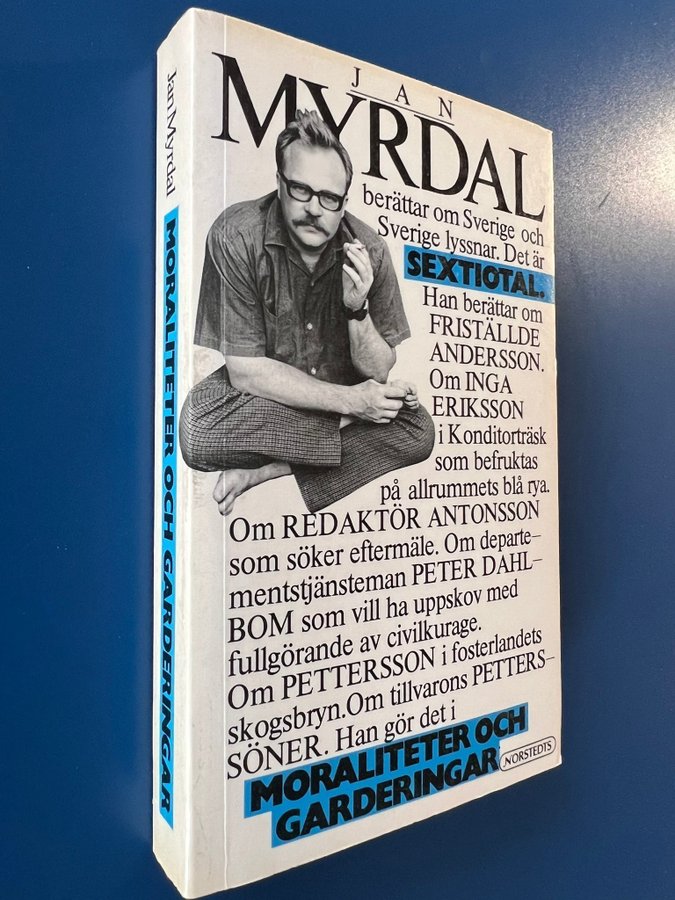 JAN
MYRDAL
berättar om Sverige och
Sverige lyssnar. Det är
SEXTIOTAL.
Han berättar om
FRISTÄLLDE
ANDERSSON.
Om INGA
ERIKSSON
i Konditorträsk
som befruktas
på allrummets blå rya.
Om REDAKTÖR ANTONSSON
som söker eftermäle. Om departe-
mentstjänsteman PETER DAHL-
BOM som vill ha uppskov med
fullgörande av civilkurage.
Om PETTERSSON i fosterlandets
skogsbryn.Om tillvarons PETTERS-
SÖNER. Han gör det i
MORALITETER OCH
GARDERINGAR
NORSTEDTS
Jan Myrdal
MORALITETER OCH GARDERINGAR